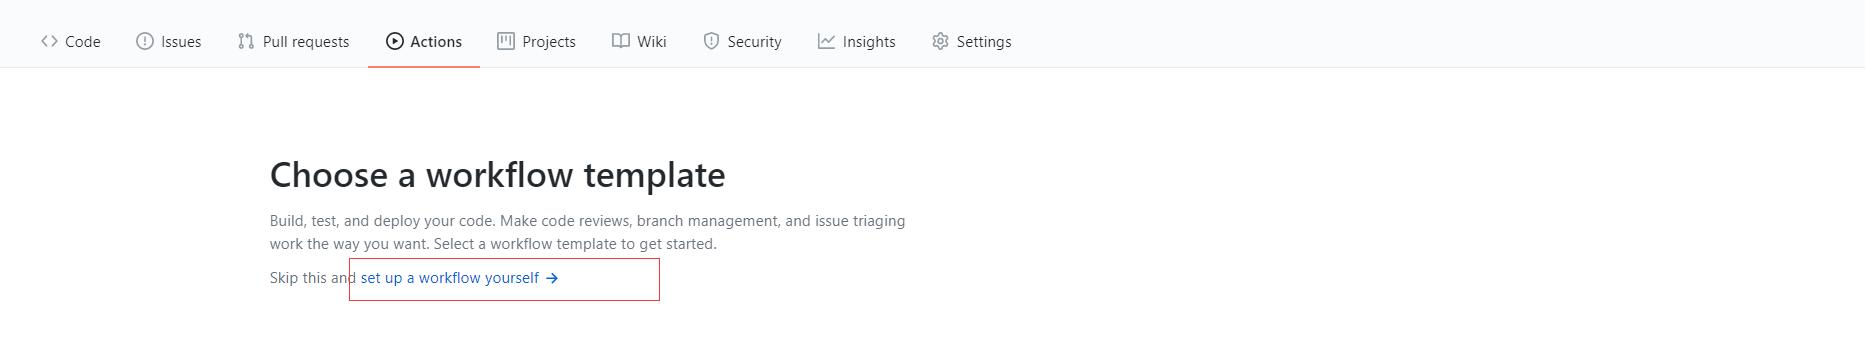 Code Issues Pull requests Actions Projects Wiki Security Insights Settings
Choose a workflow template
Build, test, and deploy your code. Make code reviews, branch management, and issue triaging
work the way you want. Select a workflow template to get started.
Skip this and set up a workflow yourself →